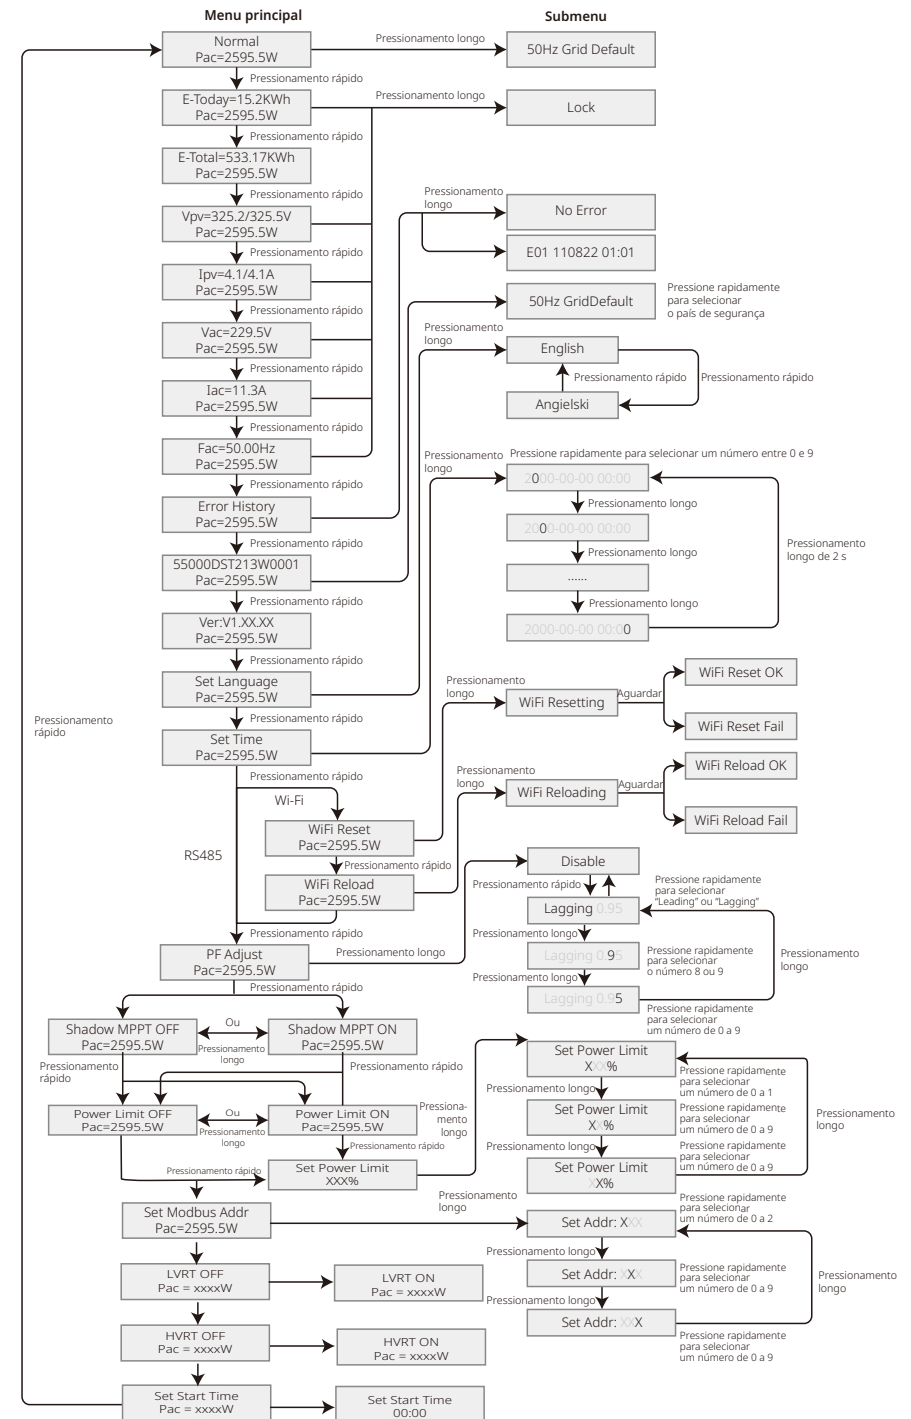 Menu principal
Submenu
Normal
Pac=2595.5W
Pressionamento longo
50Hz Grid Default
Pressionamento rápido
E-Today=15.2KWh
Pac=2595.5W
Pressionamento longo
Lock
Pressionamento rápido
E-Total=533.17KWh
Pac=2595.5W
Pressionamento rápido
Vpv=325.2/325.5V
Pac=2595.5W
Pressionamento
longo
No Error
E01 110822 01:01
Pressionamento rápido
Ipv=4.1/4.1A
Pac=2595.5W
50Hz GridDefault
Pressione rapidamente
para selecionar
o país de segurança
Pressionamento rápido
Vac=229.5V
Pac=2595.5W
Pressionamento
longo
English
Pressionamento rápido
Pressionamento rápido
Angielski
Pressionamento rápido
Iac=11.3A
Pac=2595.5W
Pressionamento rápido
Fac=50.00Hz
Pac=2595.5W
Pressionamento
longo
Pressione rapidamente para selecionar um número entre 0 e 9
2000-00-00 00:00
Pressionamento longo
2000-00-00 00:00
Pressionamento longo
......
Pressionamento longo
2000-00-00 00:00
Pressionamento
longo de 2 s
Pressionamento rápido
Error History
Pac=2595.5W
Pressionamento rápido
55000DST213W0001
Pac=2595.5W
Pressionamento rápido
Ver:V1.XX.XX
Pac=2595.5W
Pressionamento rápido
Set Language
Pac=2595.5W
Pressionamento rápido
Set Time
Pac=2595.5W
Pressionamento
rápido
Pressionamento
longo
WiFi Resetting
Aguardar
WiFi Reset OK
WiFi Reset Fail
Pressionamento rápido
Wi-Fi
RS485
WiFi Reset
Pac=2595.5W
Pressionamento
longo
WiFi Reloading
Aguardar
WiFi Reload OK
WiFi Reload Fail
Pressionamento rápido
WiFi Reload
Pac=2595.5W
Pressionamento rápido
PF Adjust
Pac=2595.5W
Pressionamento longo
Disable
Pressionamento rápido
Pressione rapidamente
para selecionar
“Leading” ou “Lagging”
Lagging 0.95
Pressionamento longo
Lagging 0.95
Pressione rapidamente
para selecionar
o número 8 ou 9
Pressionamento longo
Lagging 0.95
Pressione rapidamente
para selecionar
um número de 0 a 9
Pressionamento
longo
Pressionamento rápido
Shadow MPPT OFF
Pac=2595.5W
Ou
Pressionamento
longo
Shadow MPPT ON
Pac=2595.5W
Pressionamento
rápido
Pressionamento rápido
Power Limit OFF
Pac=2595.5W
Ou
Pressionamento
longo
Power Limit ON
Pac=2595.5W
Pressiona-
mento
longo
Pressionamento rápido
Pressionamento rápido
Set Power Limit
XXX%
Set Power Limit
XXX%
Pressione rapidamente
para selecionar
um número de 0 a 1
Pressionamento longo
Set Power Limit
XXX%
Pressione rapidamente
para selecionar
um número de 0 a 9
Pressionamento longo
Set Power Limit
XX%
Pressione rapidamente
para selecionar
um número de 0 a 9
Pressionamento
longo
Set Modbus Addr
Pac=2595.5W
Pressionamento
longo
Set Addr: XXX
Pressione rapidamente
para selecionar
um número de 0 a 2
Pressionamento longo
Set Addr: XXX
Pressione rapidamente
para selecionar
um número de 0 a 9
Pressionamento longo
Set Addr: XXX
Pressione rapidamente
para selecionar
um número de 0 a 9
Pressionamento
longo
LVRT OFF
Pac = xxxxW
LVRT ON
Pac = xxxxW
HVRT OFF
Pac = xxxxW
HVRT ON
Pac = xxxxW
Set Start Time
Pac = xxxxW
Set Start Time
00:00